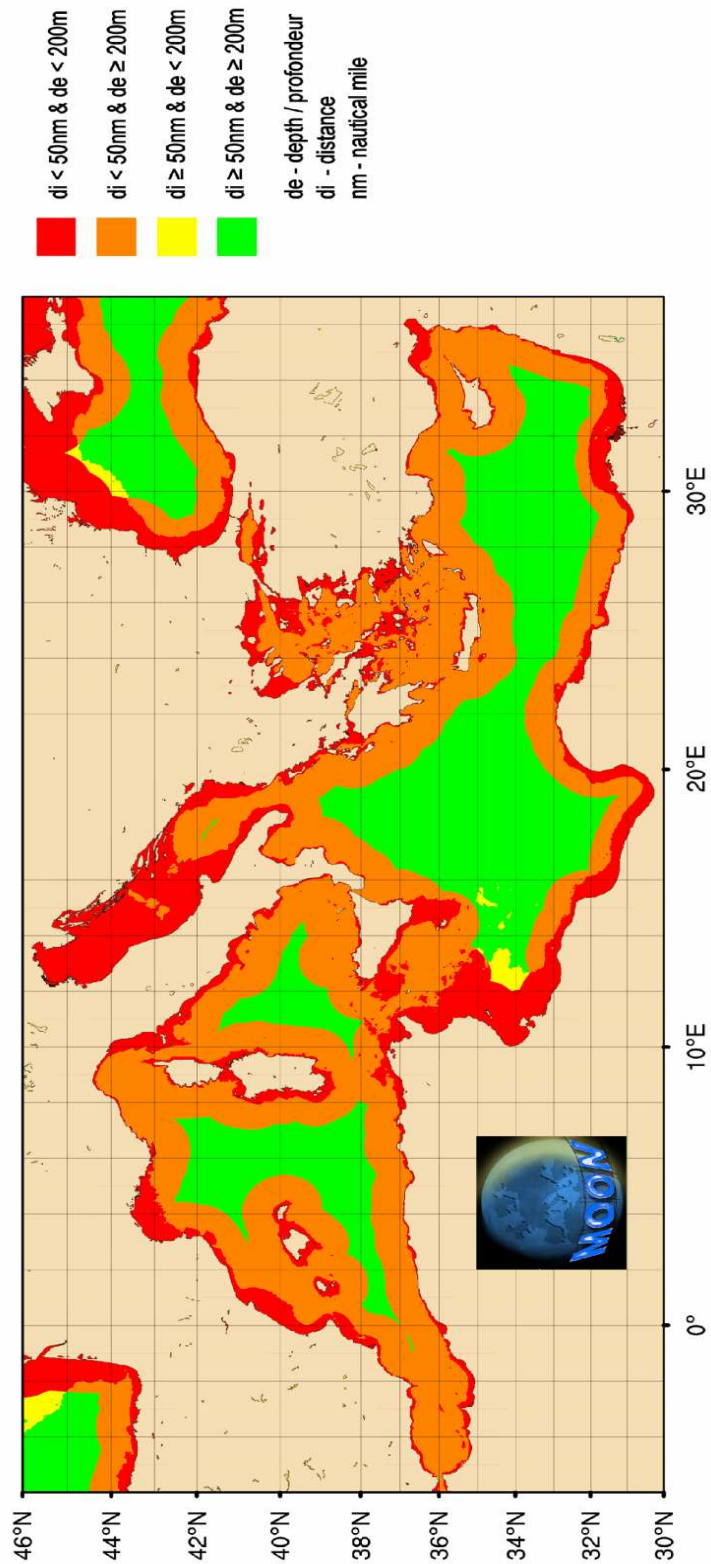 di < 50nm & de < 200m
di < 50nm & de ≥ 200m
di ≥ 50nm & de < 200m
di ≥ 50nm & de ≥ 200m
de - depth / profondeur
di - distance
nm - nautical mile
46°N
44°N
42°N
40°N
38°N
36°N
34°N
32°N
30°N
0°
10°E
20°E
30°E
MOON